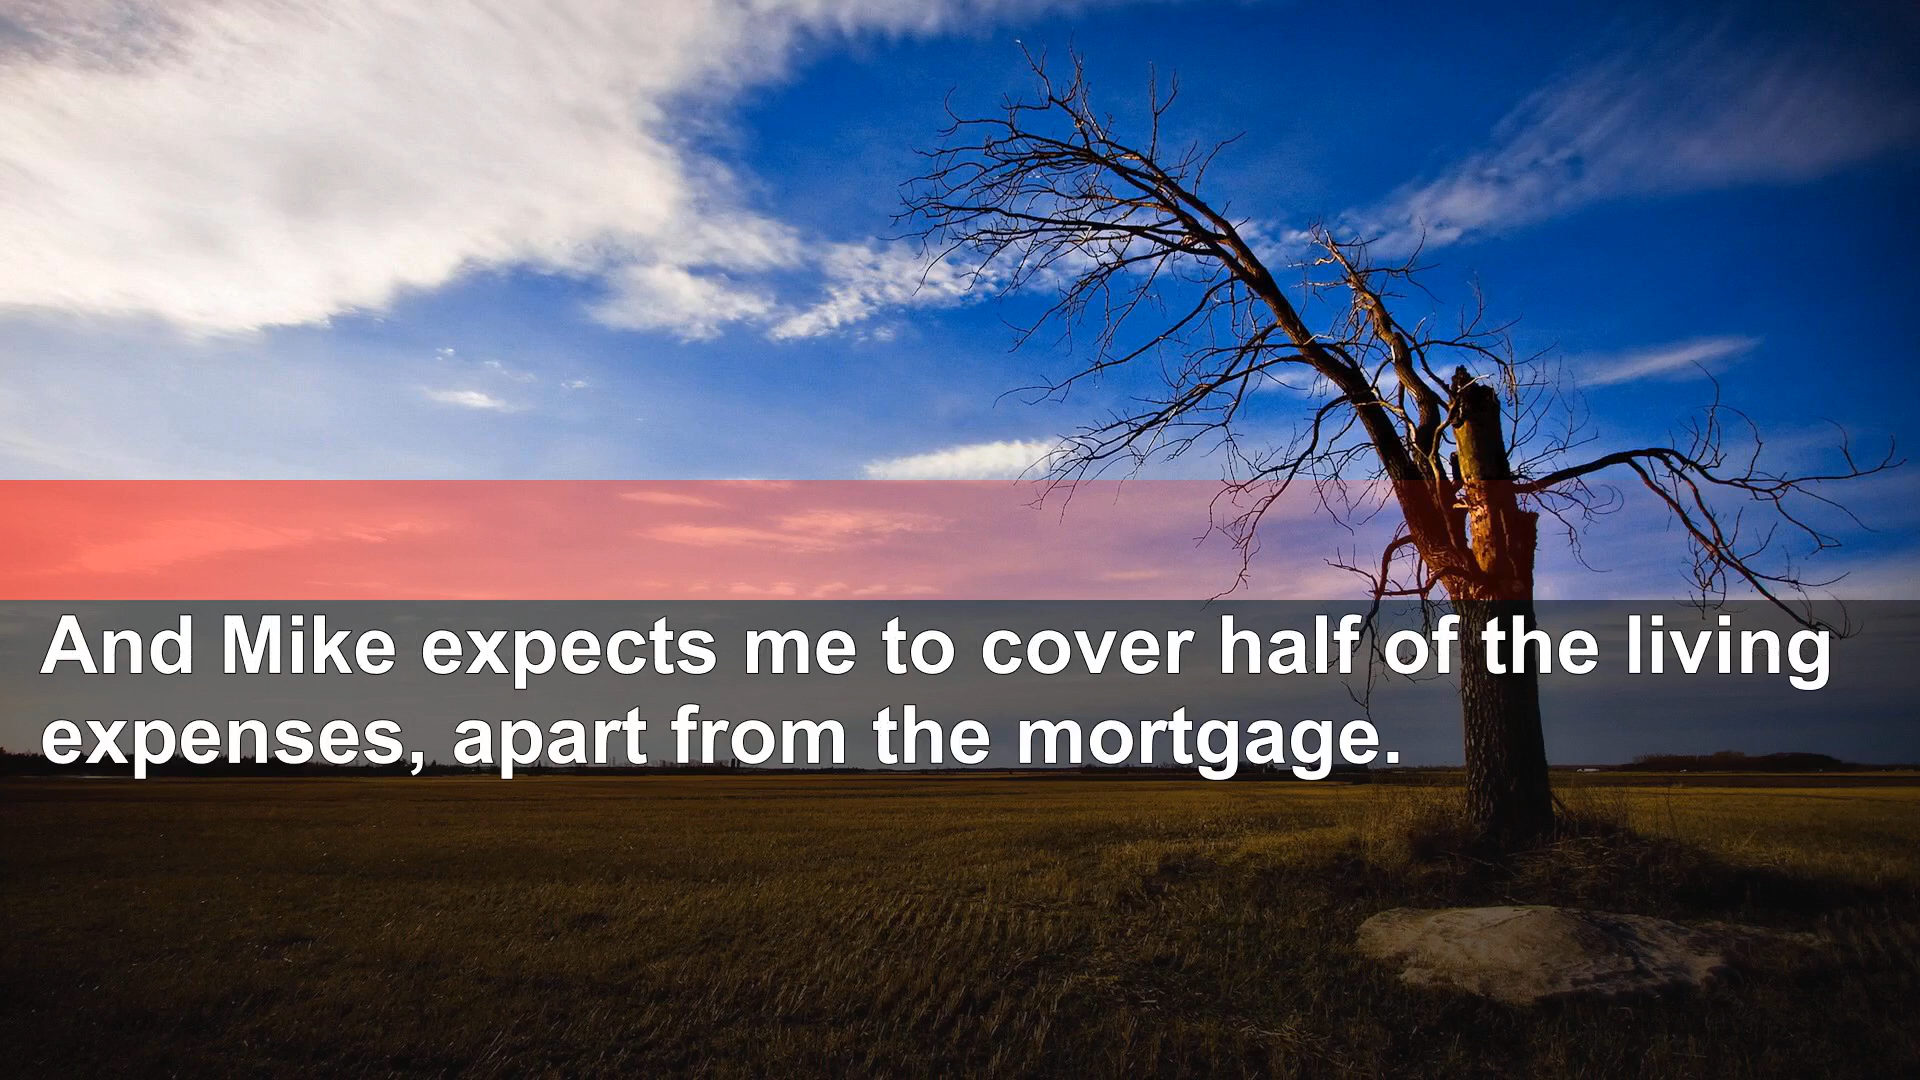 And Mike expects me to cover half of the living
expenses, apart from the mortgage.